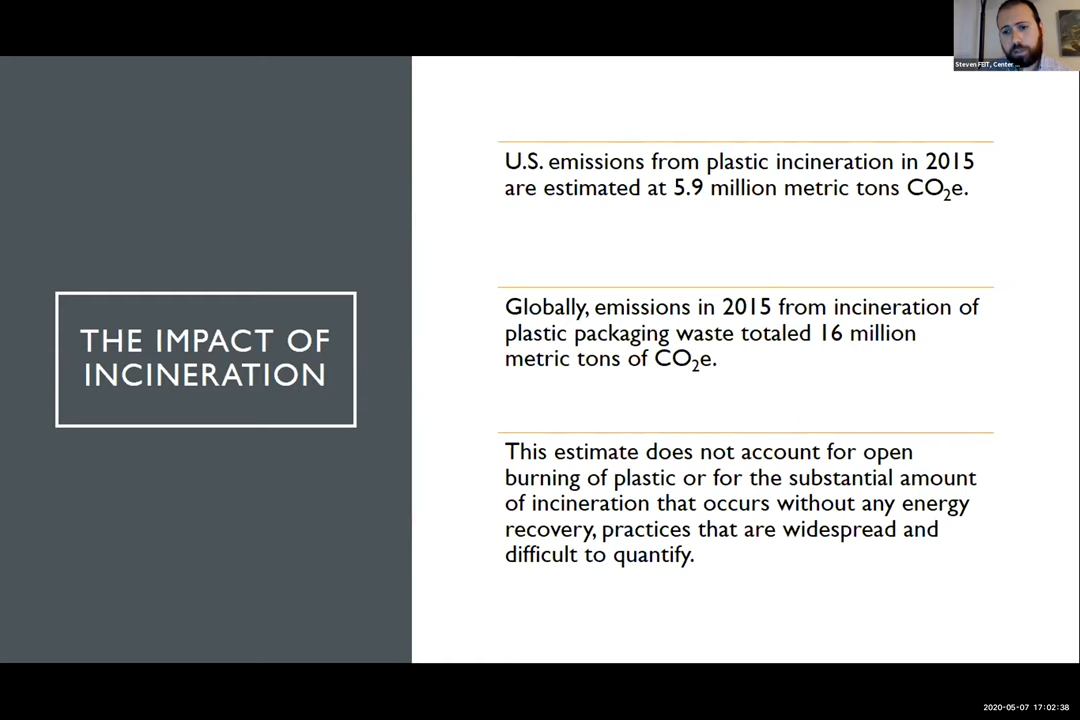 Steven FEIT, Center ...
THE IMPACT OF
INCINERATION
U.S. emissions from plastic incineration in 2015
are estimated at 5.9 million metric tons CO₂e.
Globally, emissions in 2015 from incineration of
plastic packaging waste totaled 16 million
metric tons of CO₂e.
This estimate does not account for open
burning of plastic or for the substantial amount
of incineration that occurs without any energy
recovery, practices that are widespread and
difficult to quantify.
2020-05-07 17:02:38